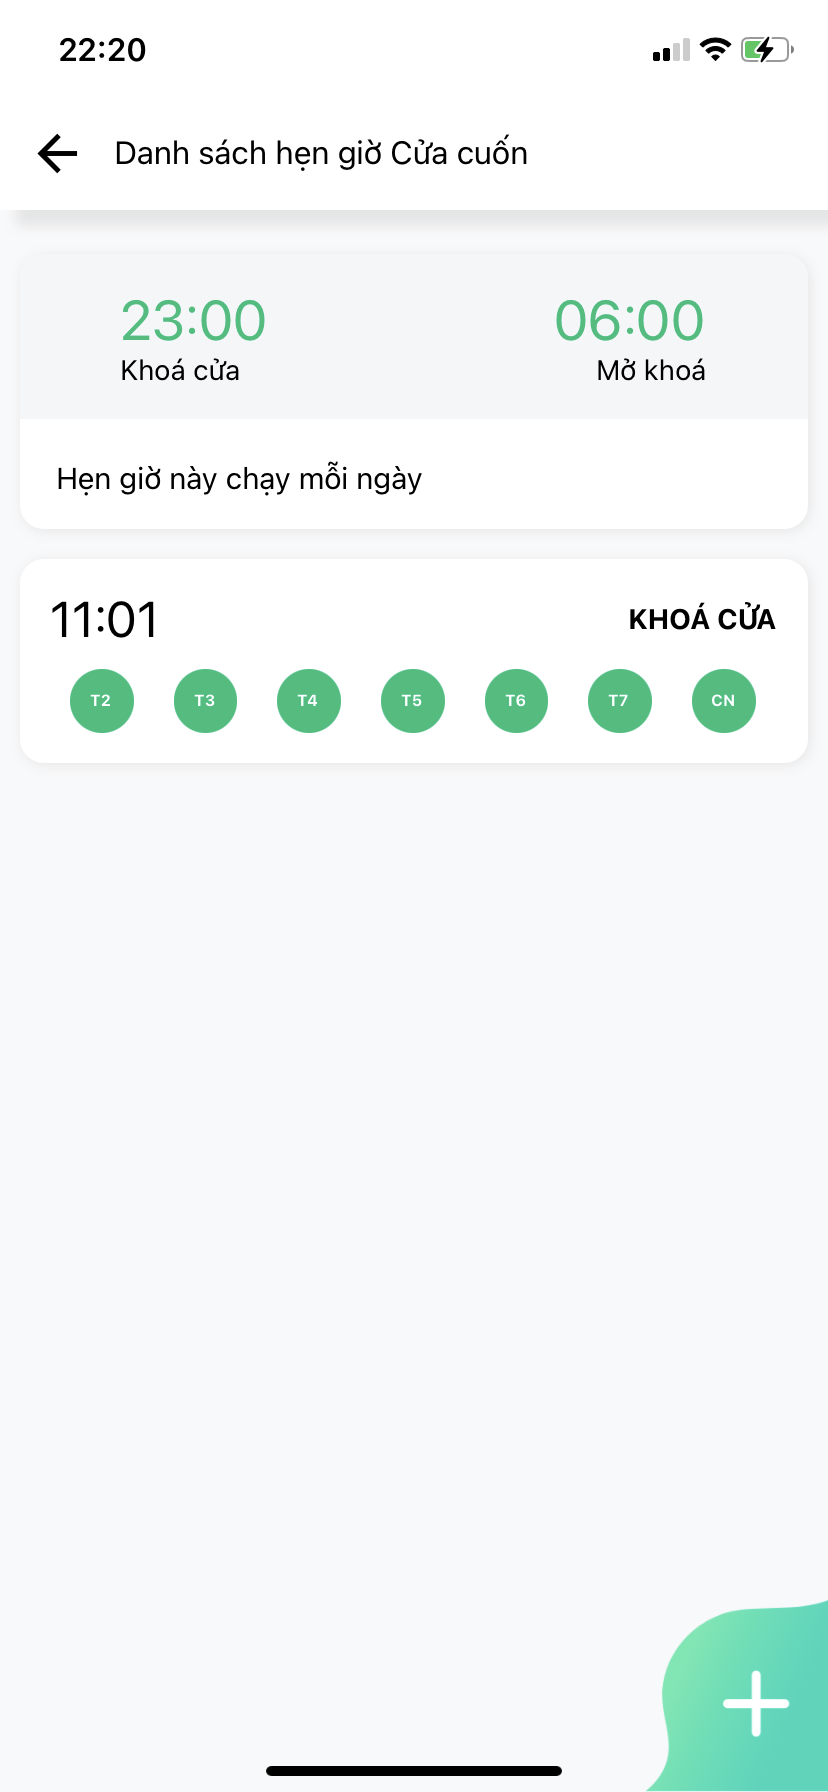 22:20
Danh sách hẹn giờ Cửa cuốn
23:00 06:00
Khoá cửa Mở khoá
Hẹn giờ này chạy mỗi ngày
11:01 KHOÁ CỬA
T2 T3 T4 T5 T6 T7 CN